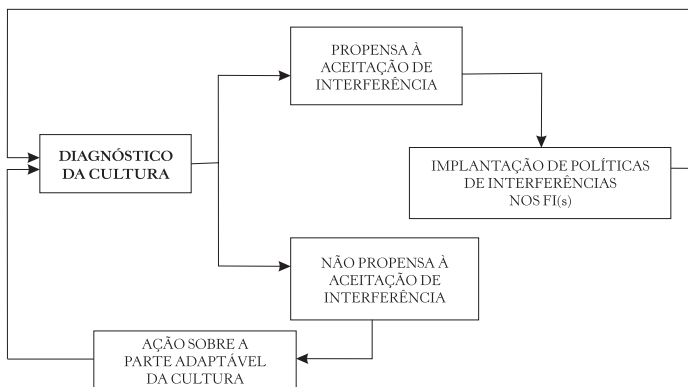 PROPENSA À
ACEITAÇÃO DE
INTERFERÊNCIA
DIAGNÓSTICO
DA CULTURA
IMPLANTAÇÃO DE POLÍTICAS
DE INTERFERÊNCIAS
NOS FI(s)
NÃO PROPENSA À
ACEITAÇÃO DE
INTERFERÊNCIA
AÇÃO SOBRE A
PARTE ADAPTÁVEL
DA CULTURA